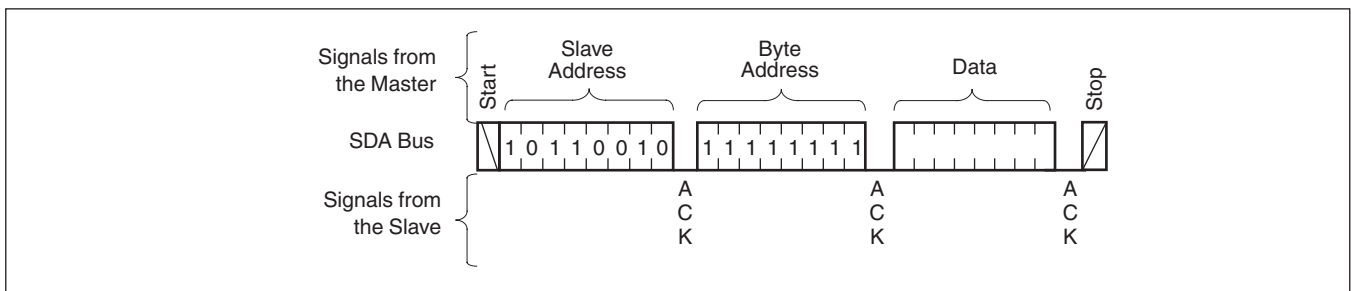 Signals from
the Master
Start
Slave
Address
Byte
Address
Data
Stop
SDA Bus
1 0 1 1 0 0 1 0
1 1 1 1 1 1 1 1
Signals from
the Slave
A
C
K
A
C
K
A
C
K